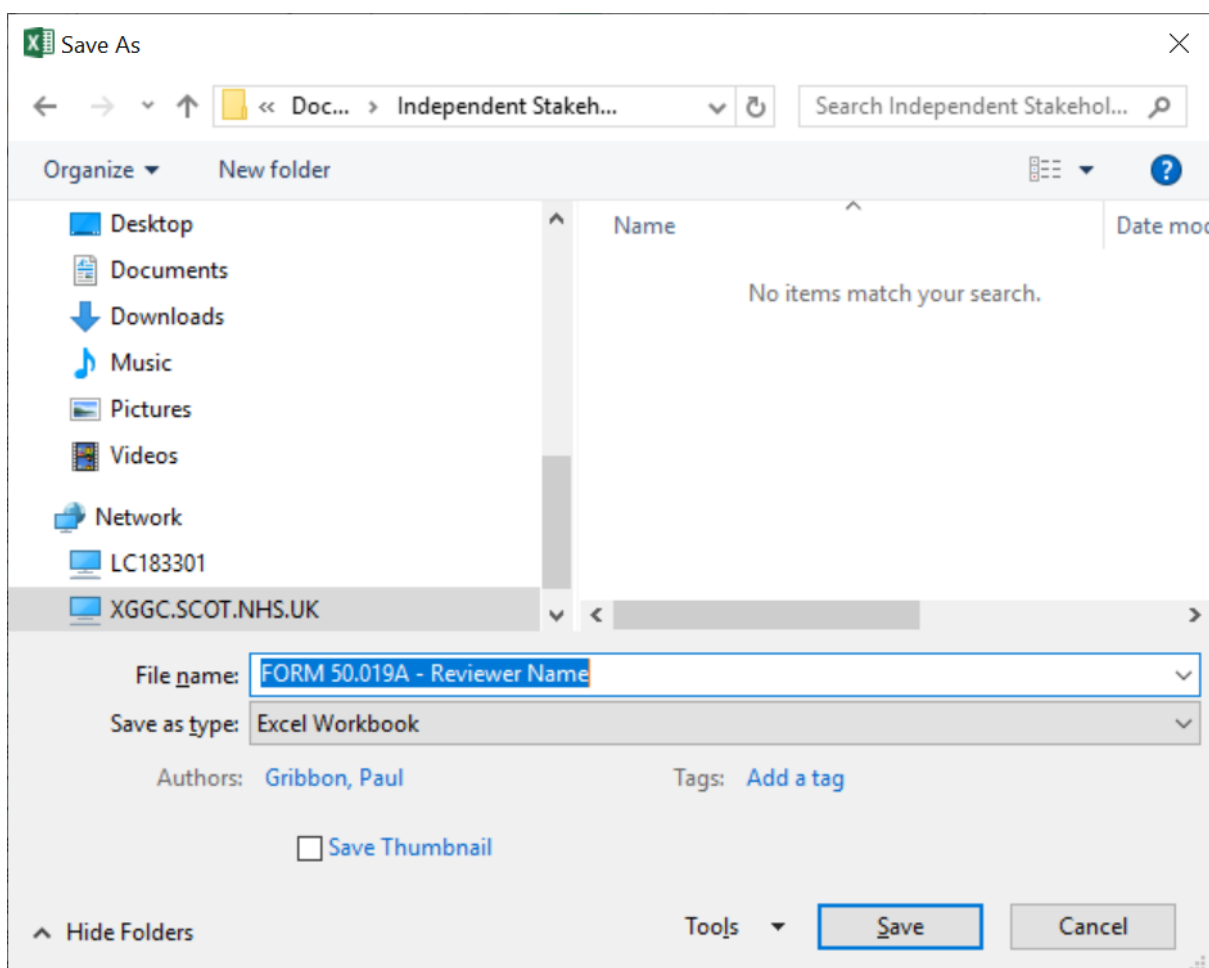 Save As
« Doc... > Independent Stakeh...
Search Independent Stakehol...
Organize
New folder
Desktop
Documents
Downloads
Music
Pictures
Videos
Network
LC183301
XGGC.SCOT.NHS.UK
Name
Date mod
No items match your search.
File name: FORM 50.019A - Reviewer Name
Save as type: Excel Workbook
Authors: Gribbon, Paul
Tags: Add a tag
Save Thumbnail
Hide Folders
Tools
Save
Cancel